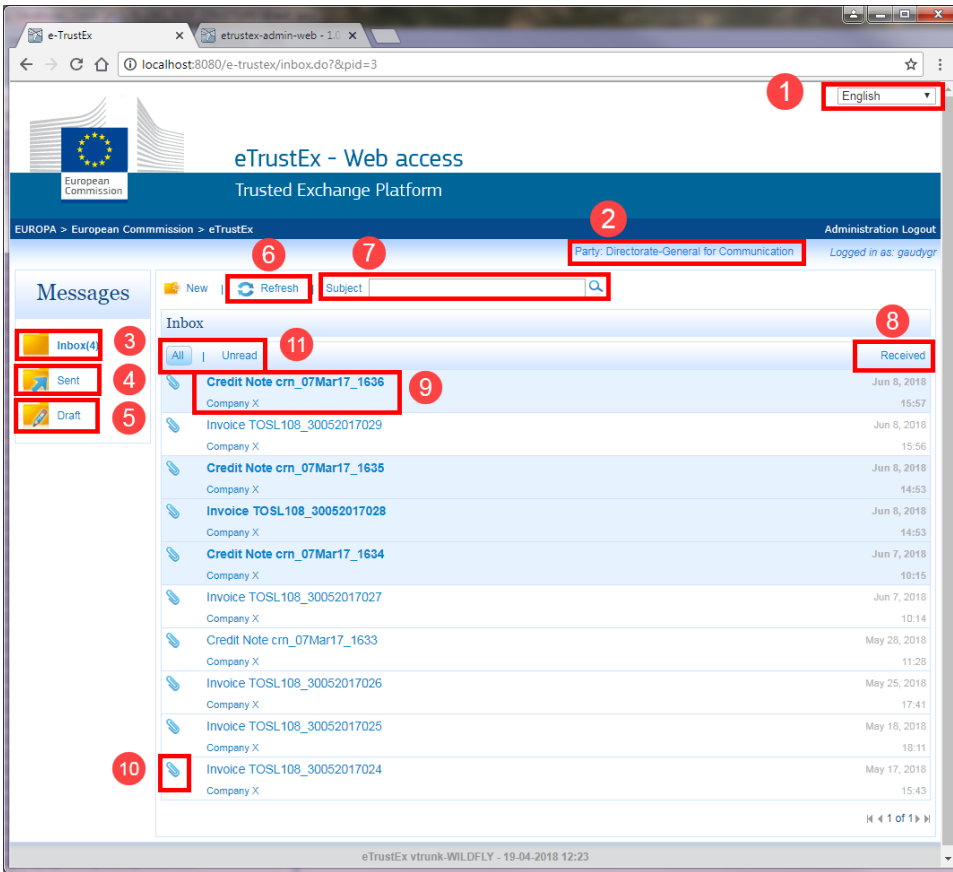 e-TrustEx
etrustex-admin-web - 1.0
localhost:8080/e-trustex/inbox.do?&pid=3
1
English
European
Commission
eTrustEx - Web access
Trusted Exchange Platform
2
EUROPA > European Commmission > eTrustEx
Administration Logout
Party: Directorate-General for Communication
Logged in as: gaudygr
6
7
Messages
New | Refresh | Subject
Inbox
8
3
Inbox(4)
11
All | Unread
Received
4
Sent
9
Credit Note crn_07Mar17_1636
Jun 8, 2018
Company X
15:57
5
Draft
Invoice TOSL108_30052017029
Jun 8, 2018
Company X
15:56
Credit Note crn_07Mar17_1635
Jun 8, 2018
Company X
14:53
Invoice TOSL108_30052017028
Jun 8, 2018
Company X
14:53
Credit Note crn_07Mar17_1634
Jun 7, 2018
Company X
10:15
Invoice TOSL108_30052017027
Jun 7, 2018
Company X
10:14
Credit Note crn_07Mar17_1633
May 28, 2018
Company X
11:28
Invoice TOSL108_30052017026
May 25, 2018
Company X
17:41
Invoice TOSL108_30052017025
May 18, 2018
Company X
18:11
10
Invoice TOSL108_30052017024
May 17, 2018
Company X
15:43
1 of 1
eTrustEx vtrunk-WILDFLY - 19-04-2018 12:23